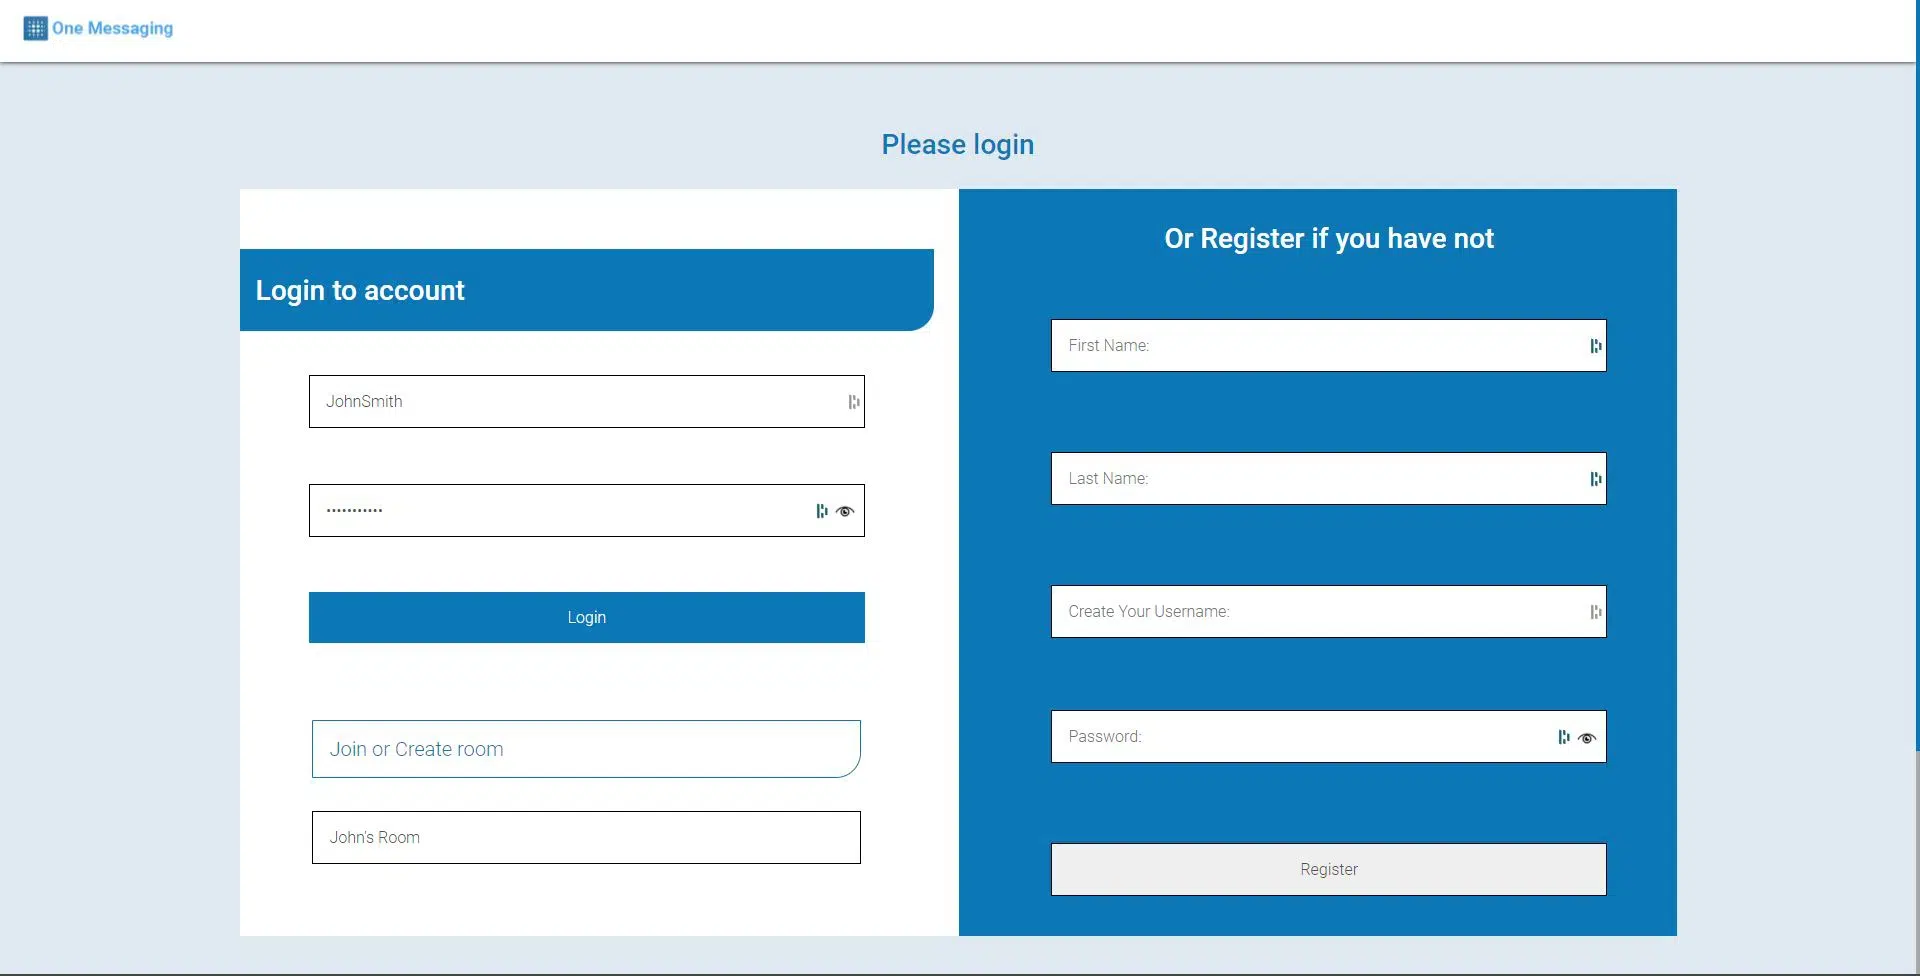 One Messaging
Please login
Login to account
JohnSmith
•••••••••••
Login
Join or Create room
John's Room
Or Register if you have not
First Name:
Last Name:
Create Your Username:
Password:
Register